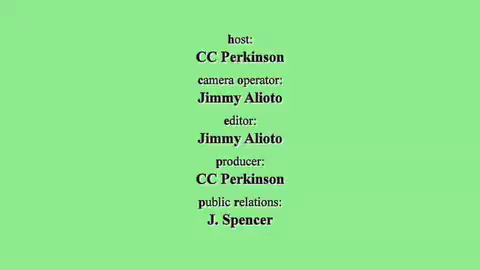 host:
CC Perkinson
camera operator:
Jimmy Alioto
editor:
Jimmy Alioto
producer:
CC Perkinson
public relations:
J. Spencer